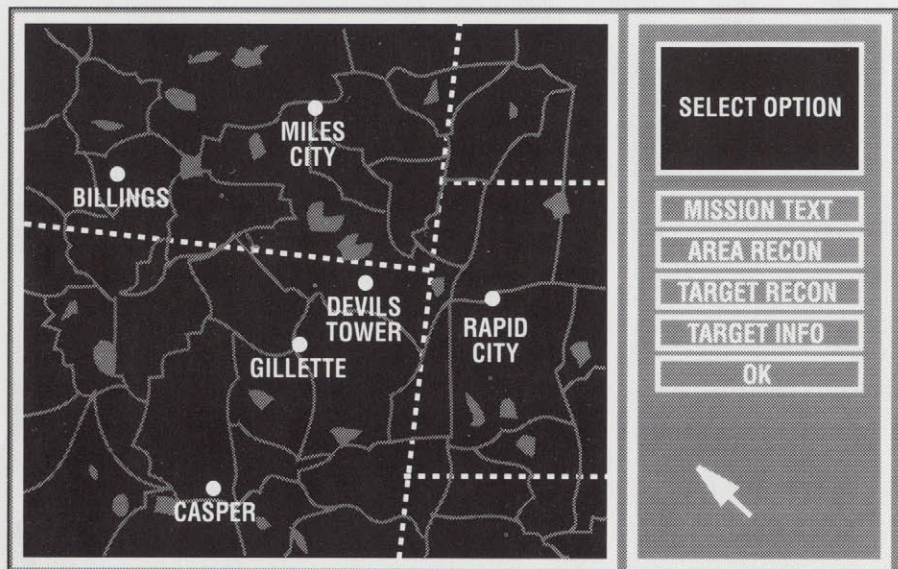 MILES
CITY
BILLINGS
DEVILS
TOWER
RAPID
CITY
GILLETTE
CASPER
SELECT OPTION
MISSION TEXT
AREA RECON
TARGET RECON
TARGET INFO
OK